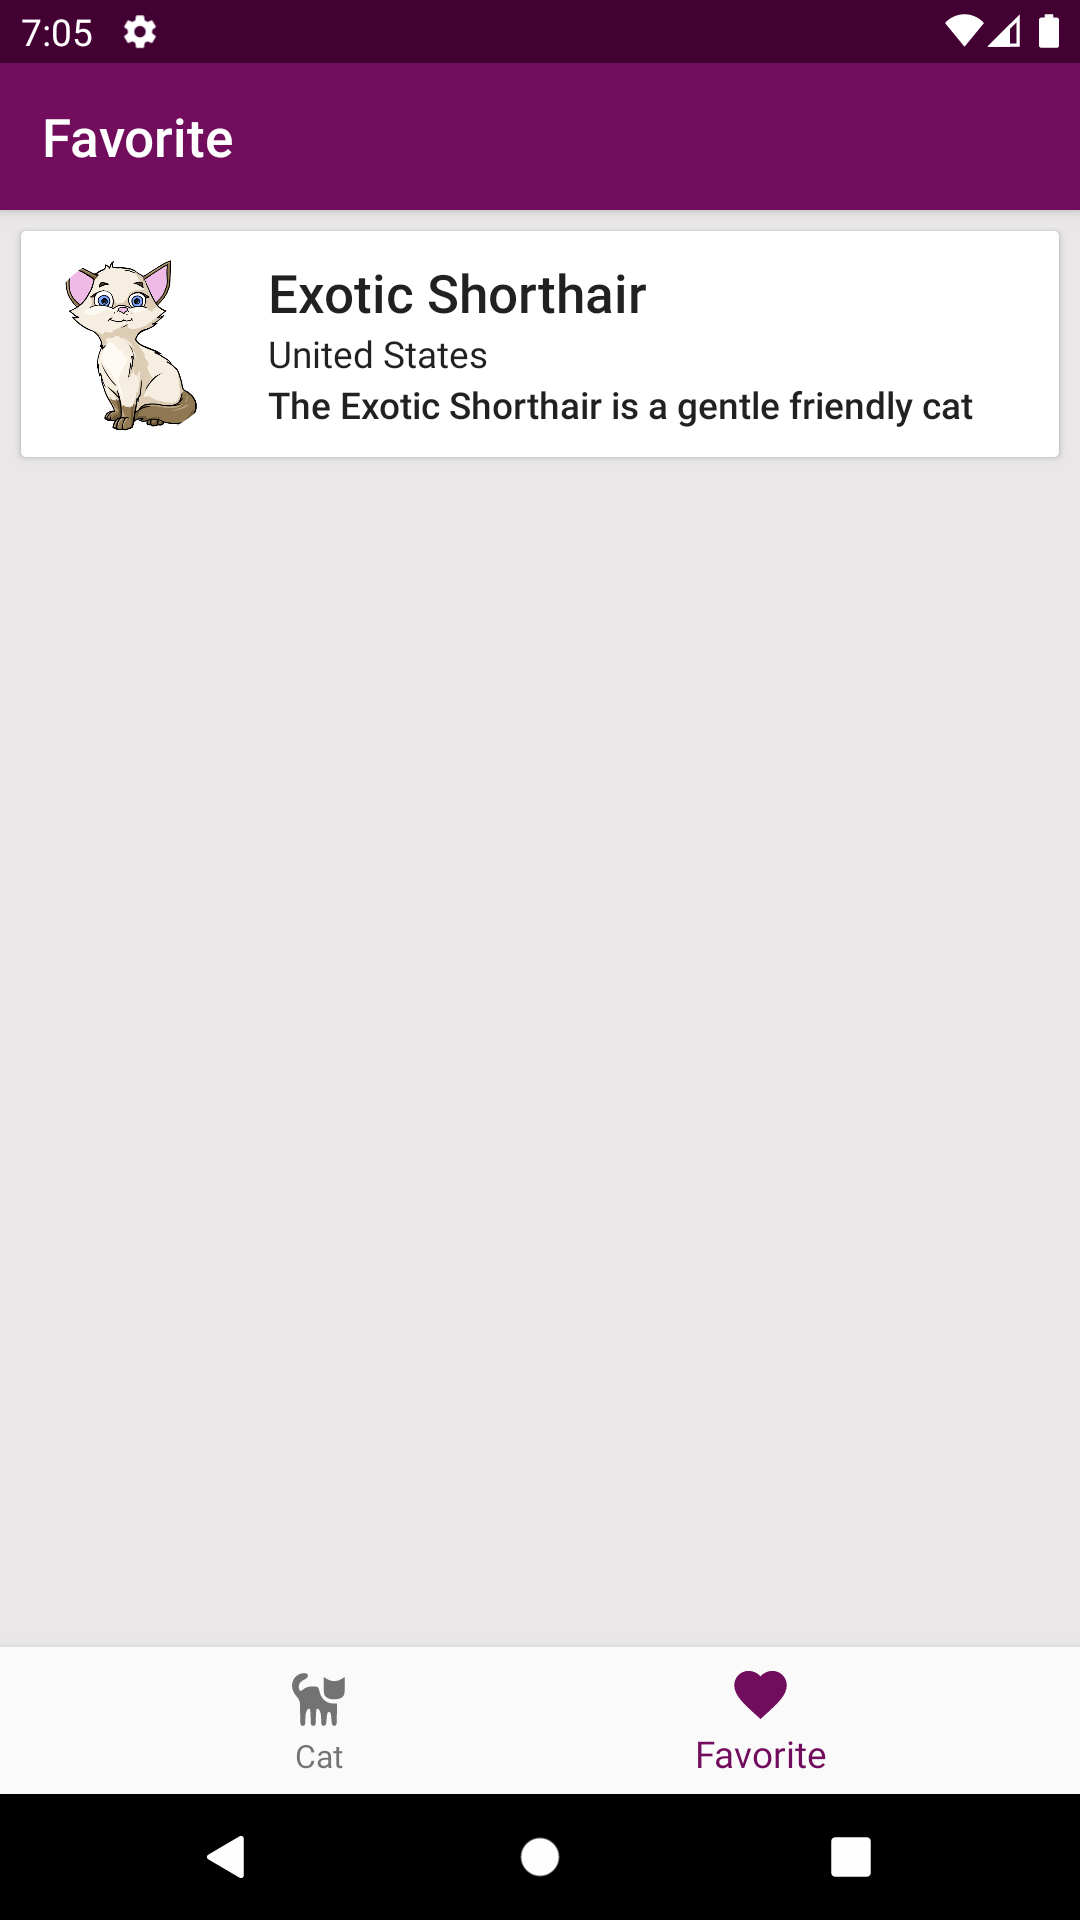 7:05
Favorite
Exotic Shorthair
United States
The Exotic Shorthair is a gentle friendly cat
Cat
Favorite